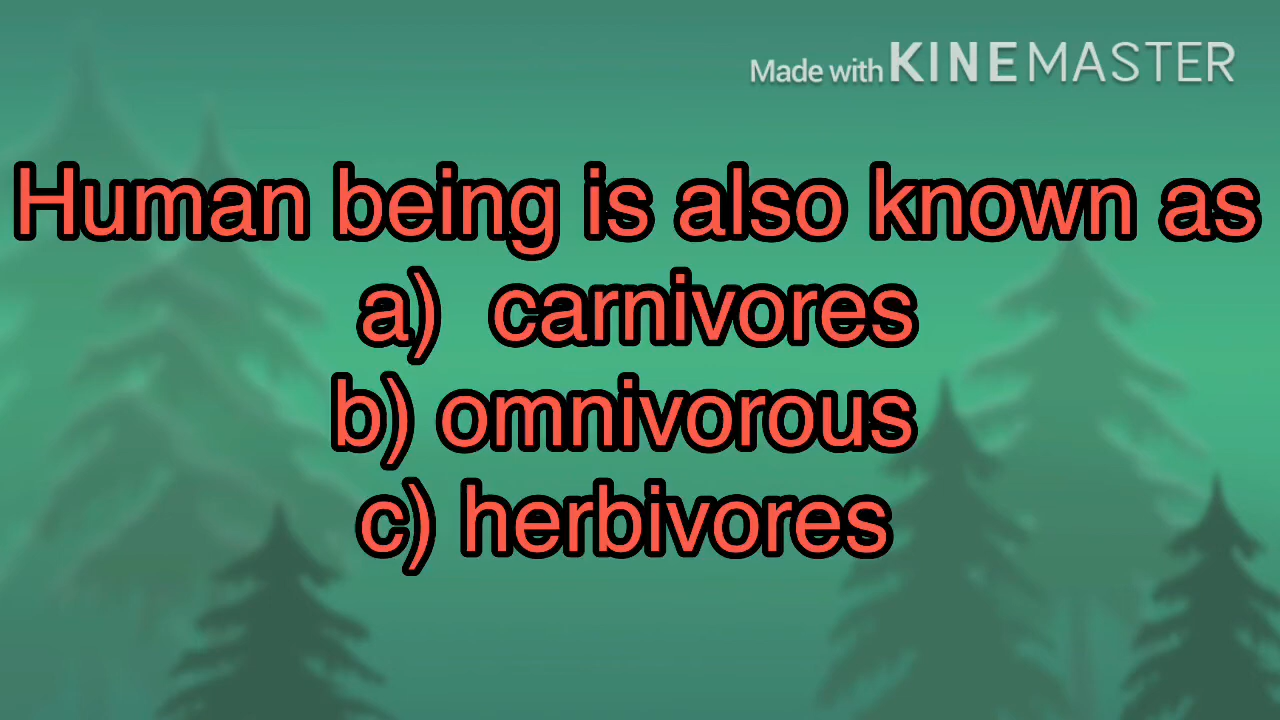 Made with KINEMASTER
Human being is also known as
a) carnivores
b) omnivorous
c) herbivores